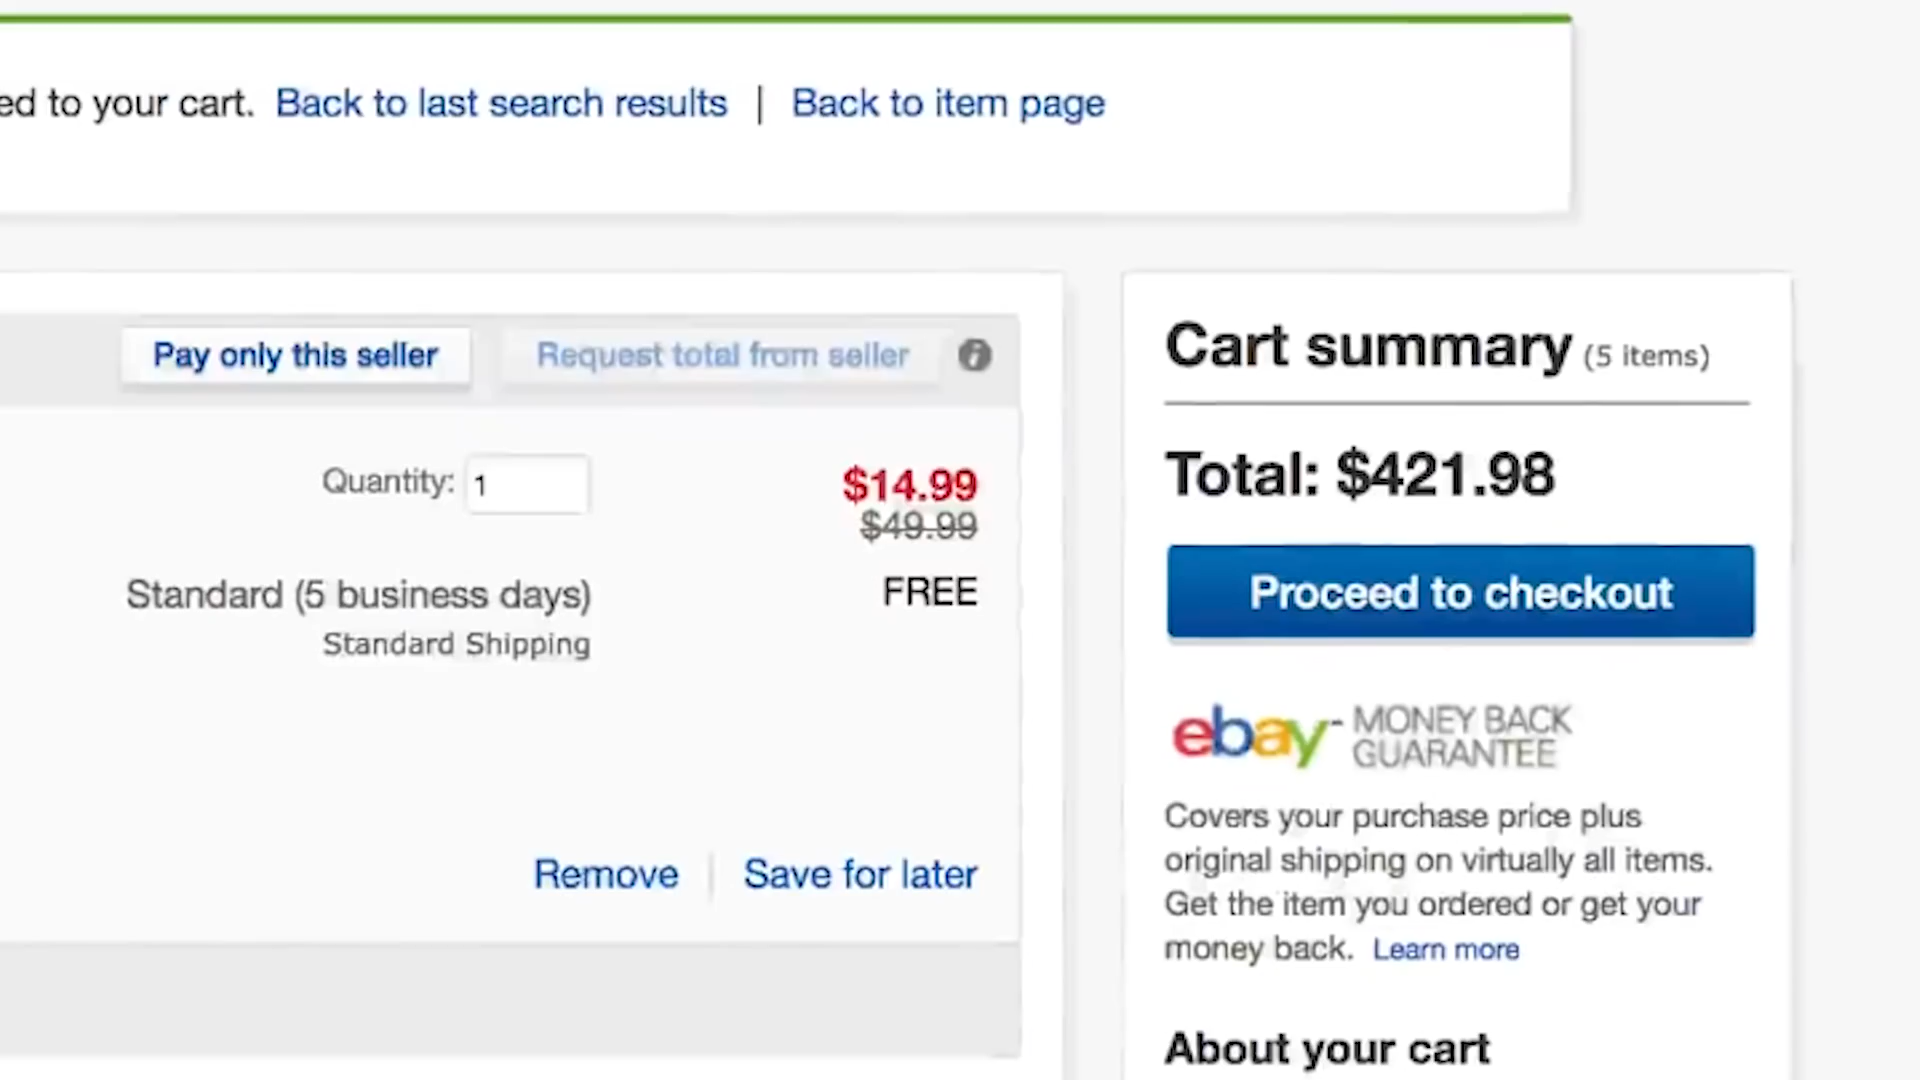 ed to your cart. Back to last search results | Back to item page
Pay only this seller Request total from seller
Quantity: 1 $14.99
$49.99
Standard (5 business days) FREE
Standard Shipping
Remove | Save for later
Cart summary (5 items)
Total: $421.98
Proceed to checkout
ebay MONEY BACK
GUARANTEE
Covers your purchase price plus
original shipping on virtually all items.
Get the item you ordered or get your
money back. Learn more
About your cart